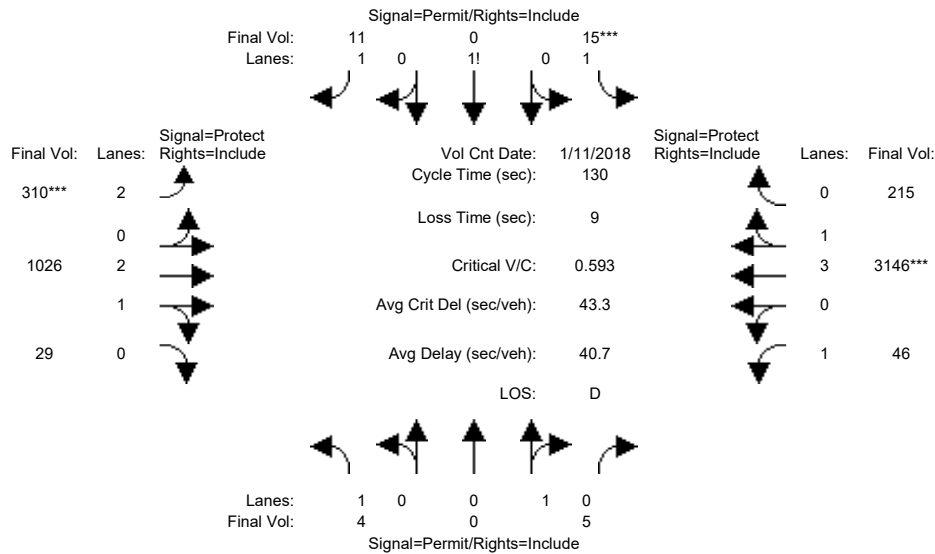 Signal=Permit/Rights=Include
Final Vol: 11 0 15***
Lanes: 1 0 1! 0 1
Signal=Protect Signal=Protect
Final Vol: Lanes: Rights=Include Vol Cnt Date: 1/11/2018 Rights=Include Lanes: Final Vol:
Cycle Time (sec): 130
310*** 2 0 215
Loss Time (sec): 9
0 1
1026 2 Critical V/C: 0.593 3 3146***
1 Avg Crit Del (sec/veh): 43.3 0
29 0 Avg Delay (sec/veh): 40.7 1 46
LOS: D
Lanes: 1 0 0 1 0
Final Vol: 4 0 5
Signal=Permit/Rights=Include